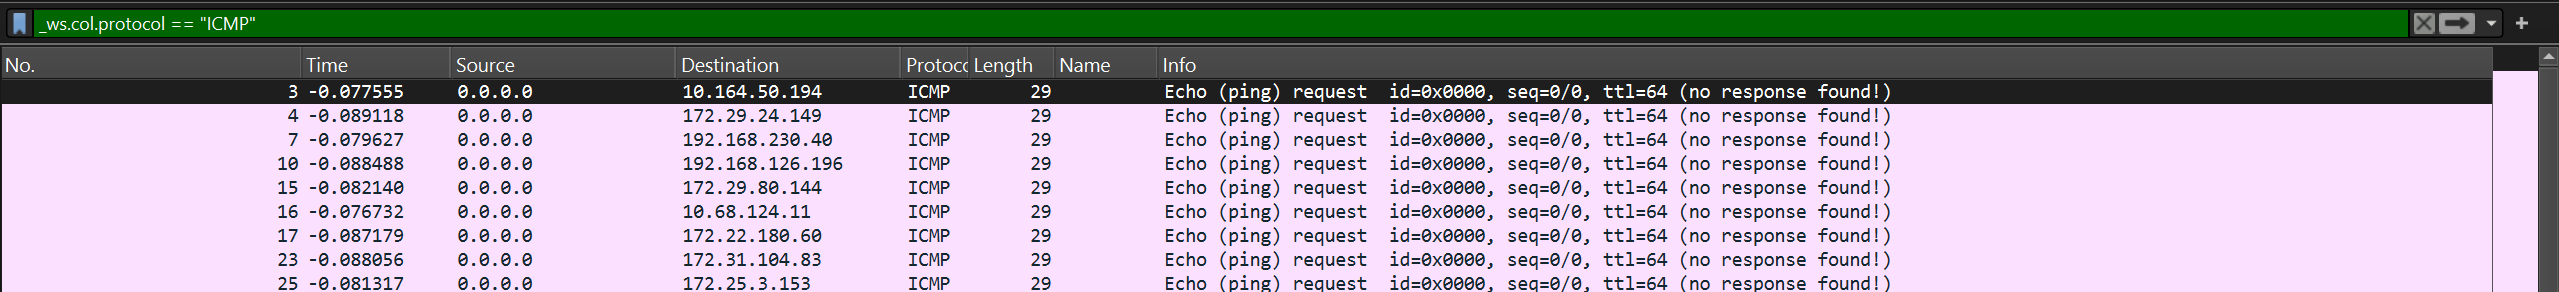 _ws.col.protocol == "ICMP"
No. Time Source Destination Protoco Length Name Info
3 -0.077555 0.0.0.0 10.164.50.194 ICMP 29 Echo (ping) request id=0x0000, seq=0/0, ttl=64 (no response found!)
4 -0.089118 0.0.0.0 172.29.24.149 ICMP 29 Echo (ping) request id=0x0000, seq=0/0, ttl=64 (no response found!)
7 -0.079627 0.0.0.0 192.168.230.40 ICMP 29 Echo (ping) request id=0x0000, seq=0/0, ttl=64 (no response found!)
10 -0.088488 0.0.0.0 192.168.126.196 ICMP 29 Echo (ping) request id=0x0000, seq=0/0, ttl=64 (no response found!)
15 -0.082140 0.0.0.0 172.29.80.144 ICMP 29 Echo (ping) request id=0x0000, seq=0/0, ttl=64 (no response found!)
16 -0.076732 0.0.0.0 10.68.124.11 ICMP 29 Echo (ping) request id=0x0000, seq=0/0, ttl=64 (no response found!)
17 -0.087179 0.0.0.0 172.22.180.60 ICMP 29 Echo (ping) request id=0x0000, seq=0/0, ttl=64 (no response found!)
23 -0.088056 0.0.0.0 172.31.104.83 ICMP 29 Echo (ping) request id=0x0000, seq=0/0, ttl=64 (no response found!)
25 -0.081317 0.0.0.0 172.25.3.153 ICMP 29 Echo (ping) request id=0x0000, seq=0/0, ttl=64 (no response found!)